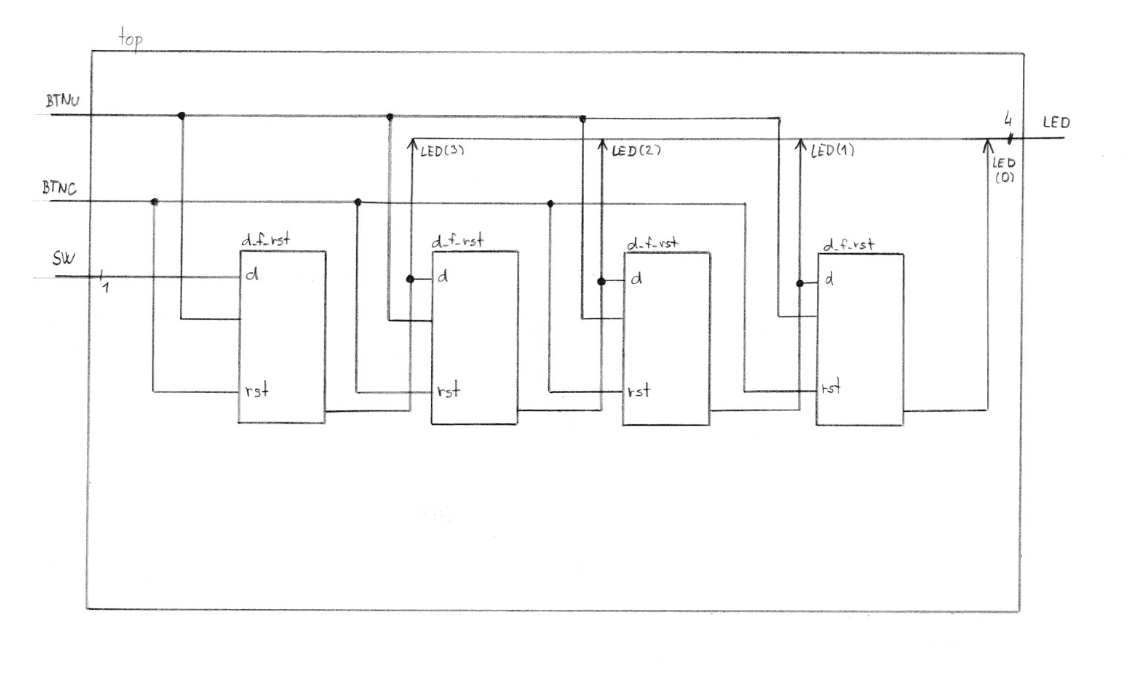 top
BTNU
4
LED
LED(3)
LED(2)
LED(1)
LED
(0)
BTNC
d_f_rst
d_f_rst
d_f_rst
d_f_rst
SW
1
d
d
d
d
rst
rst
rst
rst